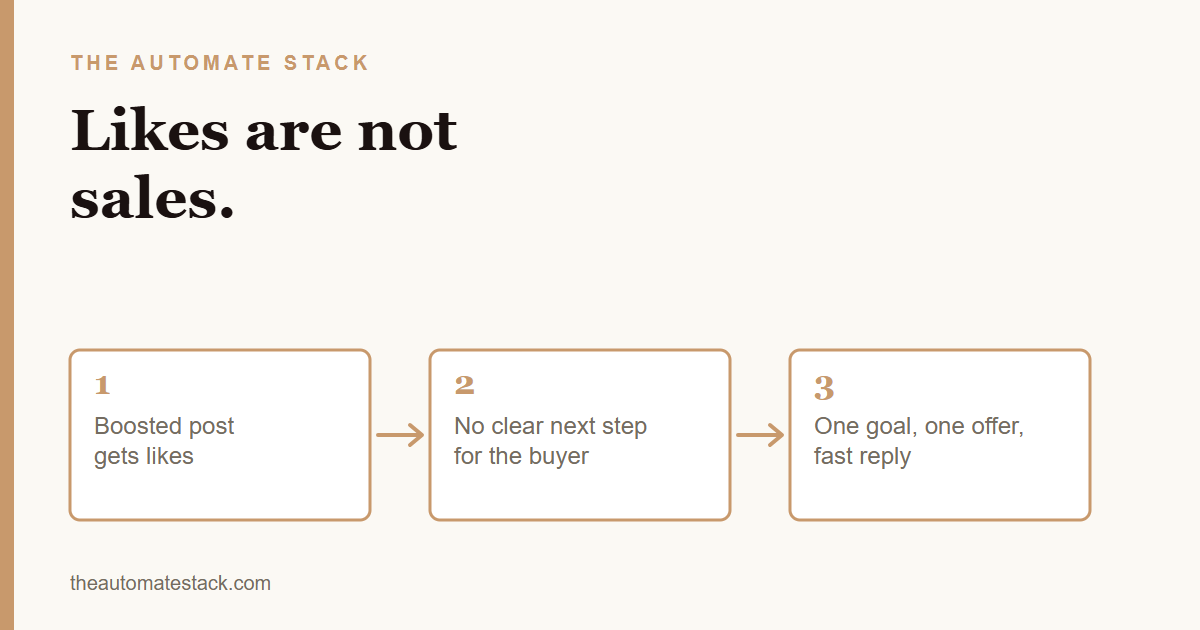 THE AUTOMATE STACK
Likes are not
sales.
1
Boosted post
gets likes
2
No clear next step
for the buyer
3
One goal, one offer,
fast reply
theautomatestack.com